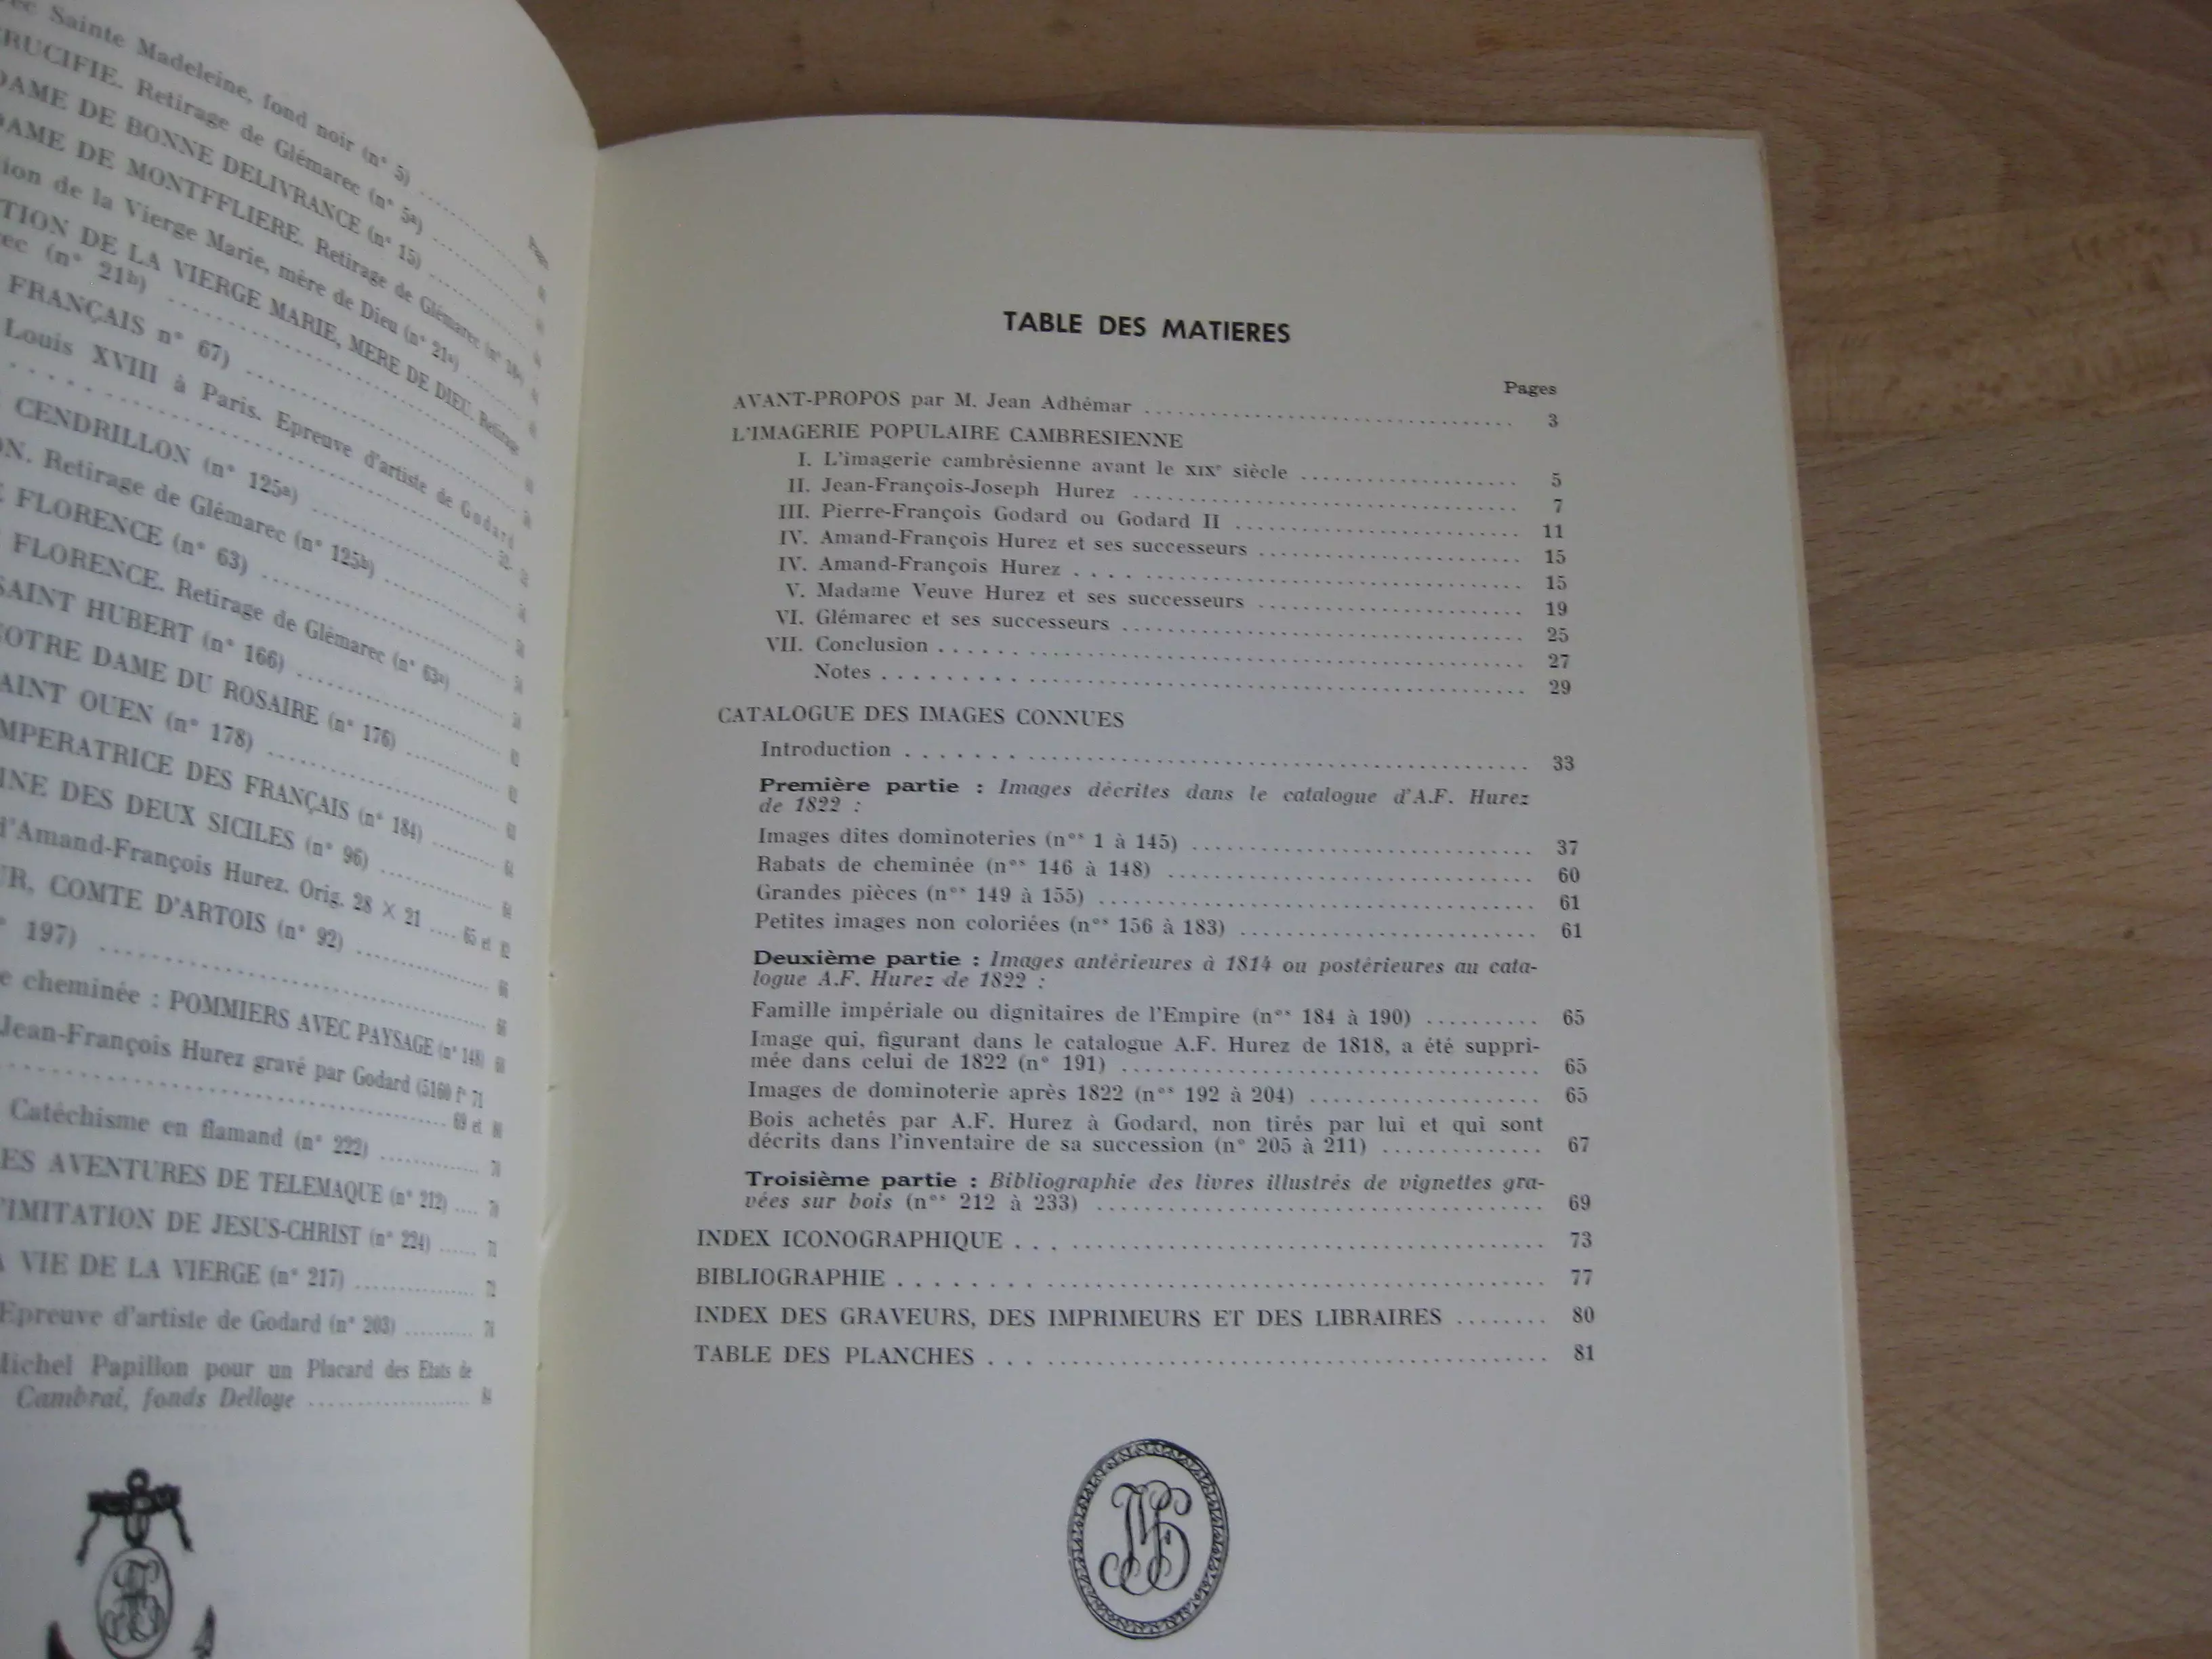 Sainte Madeleine, fond noir (n° 5)
Retirage de Glémarec (n° 5a)
DAME DE BONNE DELIVRANCE (n° 15)
DAME DE MONTFFLIERE. Retirage de Glémarec
de la Vierge Marie, mère de Dieu (n° 21a)
DE LA VIERGE MARIE, MERE DE DIEU. Retirage
(n° 21b)
FRANÇAIS n° 67)
Louis XVIII à Paris. Epreuve d'artiste de Godard
CENDRILLON (n° 125a)
Retirage de Glémarec (n° 125b)
FLORENCE (n° 63)
FLORENCE. Retirage de Glémarec (n° 63a)
SAINT HUBERT (n° 166)
DAME DU ROSAIRE (n° 176)
OUEN (n° 178)
DES FRANÇAIS (n° 184)
DES DEUX SICILES (n° 96)
d'Amand-François Hurez. Orig. 28 × 21 .... 65 et
COMTE D'ARTOIS (n° 92)
197)
cheminée : POMMIERS AVEC PAYSAGE (n° 148)
Jean-François Hurez gravé par Godard (5160 f° 71
69 et
Catéchisme en flamand (n° 222)
AVENTURES DE TELEMAQUE (n° 212)
L'IMITATION DE JESUS-CHRIST (n° 224)
VIE DE LA VIERGE (n° 217)
Epreuve d'artiste de Godard (n° 203)
Michel Papillon pour un Placard des Etats de
Cambrai, fonds Delloye
TABLE DES MATIERES
Pages
AVANT-PROPOS par M. Jean Adhémar 3
L'IMAGERIE POPULAIRE CAMBRESIENNE
I. L'imagerie cambrésienne avant le XIXe siècle 5
II. Jean-François-Joseph Hurez 7
III. Pierre-François Godard ou Godard II 11
IV. Amand-François Hurez et ses successeurs 15
IV. Amand-François Hurez 15
V. Madame Veuve Hurez et ses successeurs 19
VI. Glémarec et ses successeurs 25
VII. Conclusion 27
Notes 29
CATALOGUE DES IMAGES CONNUES
Introduction 33
Première partie : Images décrites dans le catalogue d'A.F. Hurez
de 1822 :
Images dites dominoteries (nos 1 à 145) 37
Rabats de cheminée (nos 146 à 148) 60
Grandes pièces (nos 149 à 155) 61
Petites images non coloriées (nos 156 à 183) 61
Deuxième partie : Images antérieures à 1814 ou postérieures au cata-
logue A.F. Hurez de 1822 :
Famille impériale ou dignitaires de l'Empire (nos 184 à 190) 65
Image qui, figurant dans le catalogue A.F. Hurez de 1818, a été suppri-
mée dans celui de 1822 (n° 191) 65
Images de dominoterie après 1822 (nos 192 à 204) 65
Bois achetés par A.F. Hurez à Godard, non tirés par lui et qui sont
décrits dans l'inventaire de sa succession (n° 205 à 211) 67
Troisième partie : Bibliographie des livres illustrés de vignettes gra-
vées sur bois (nos 212 à 233) 69
INDEX ICONOGRAPHIQUE 73
BIBLIOGRAPHIE 77
INDEX DES GRAVEURS, DES IMPRIMEURS ET DES LIBRAIRES 80
TABLE DES PLANCHES 81